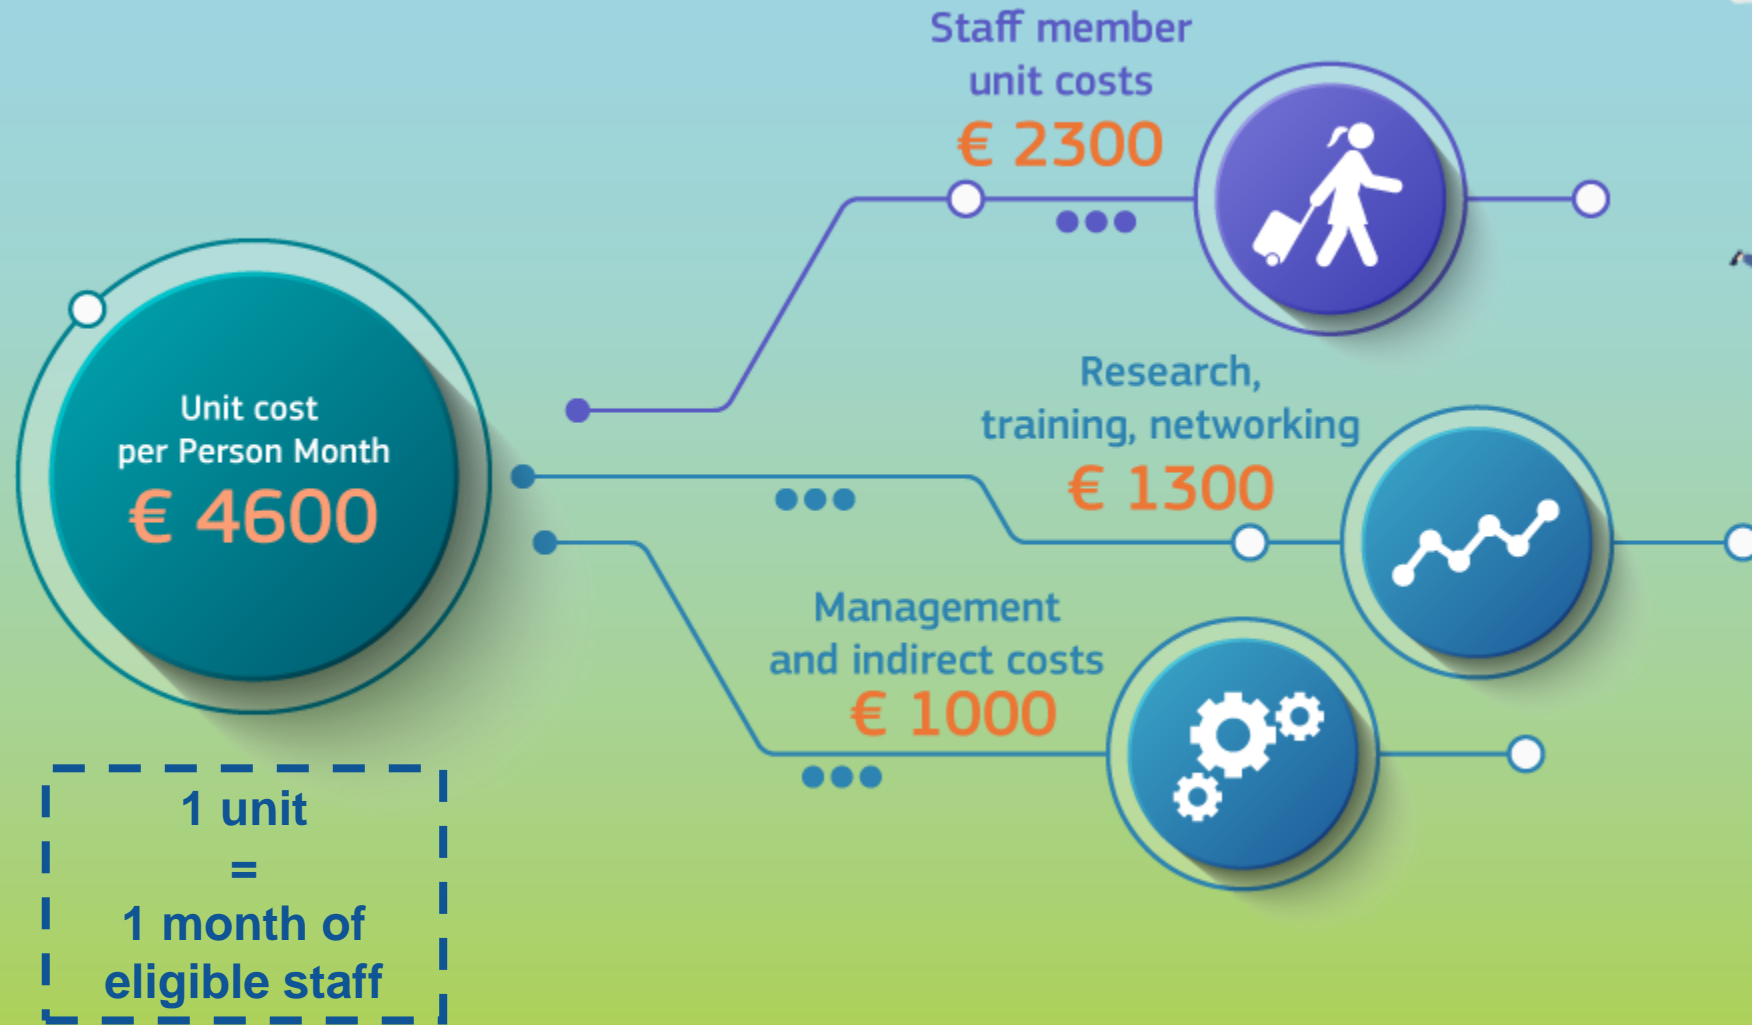 Staff member
unit costs
€ 2300
Unit cost
per Person Month
€ 4600
Research,
training, networking
€ 1300
Management
and indirect costs
€ 1000
1 unit
=
1 month of
eligible staff